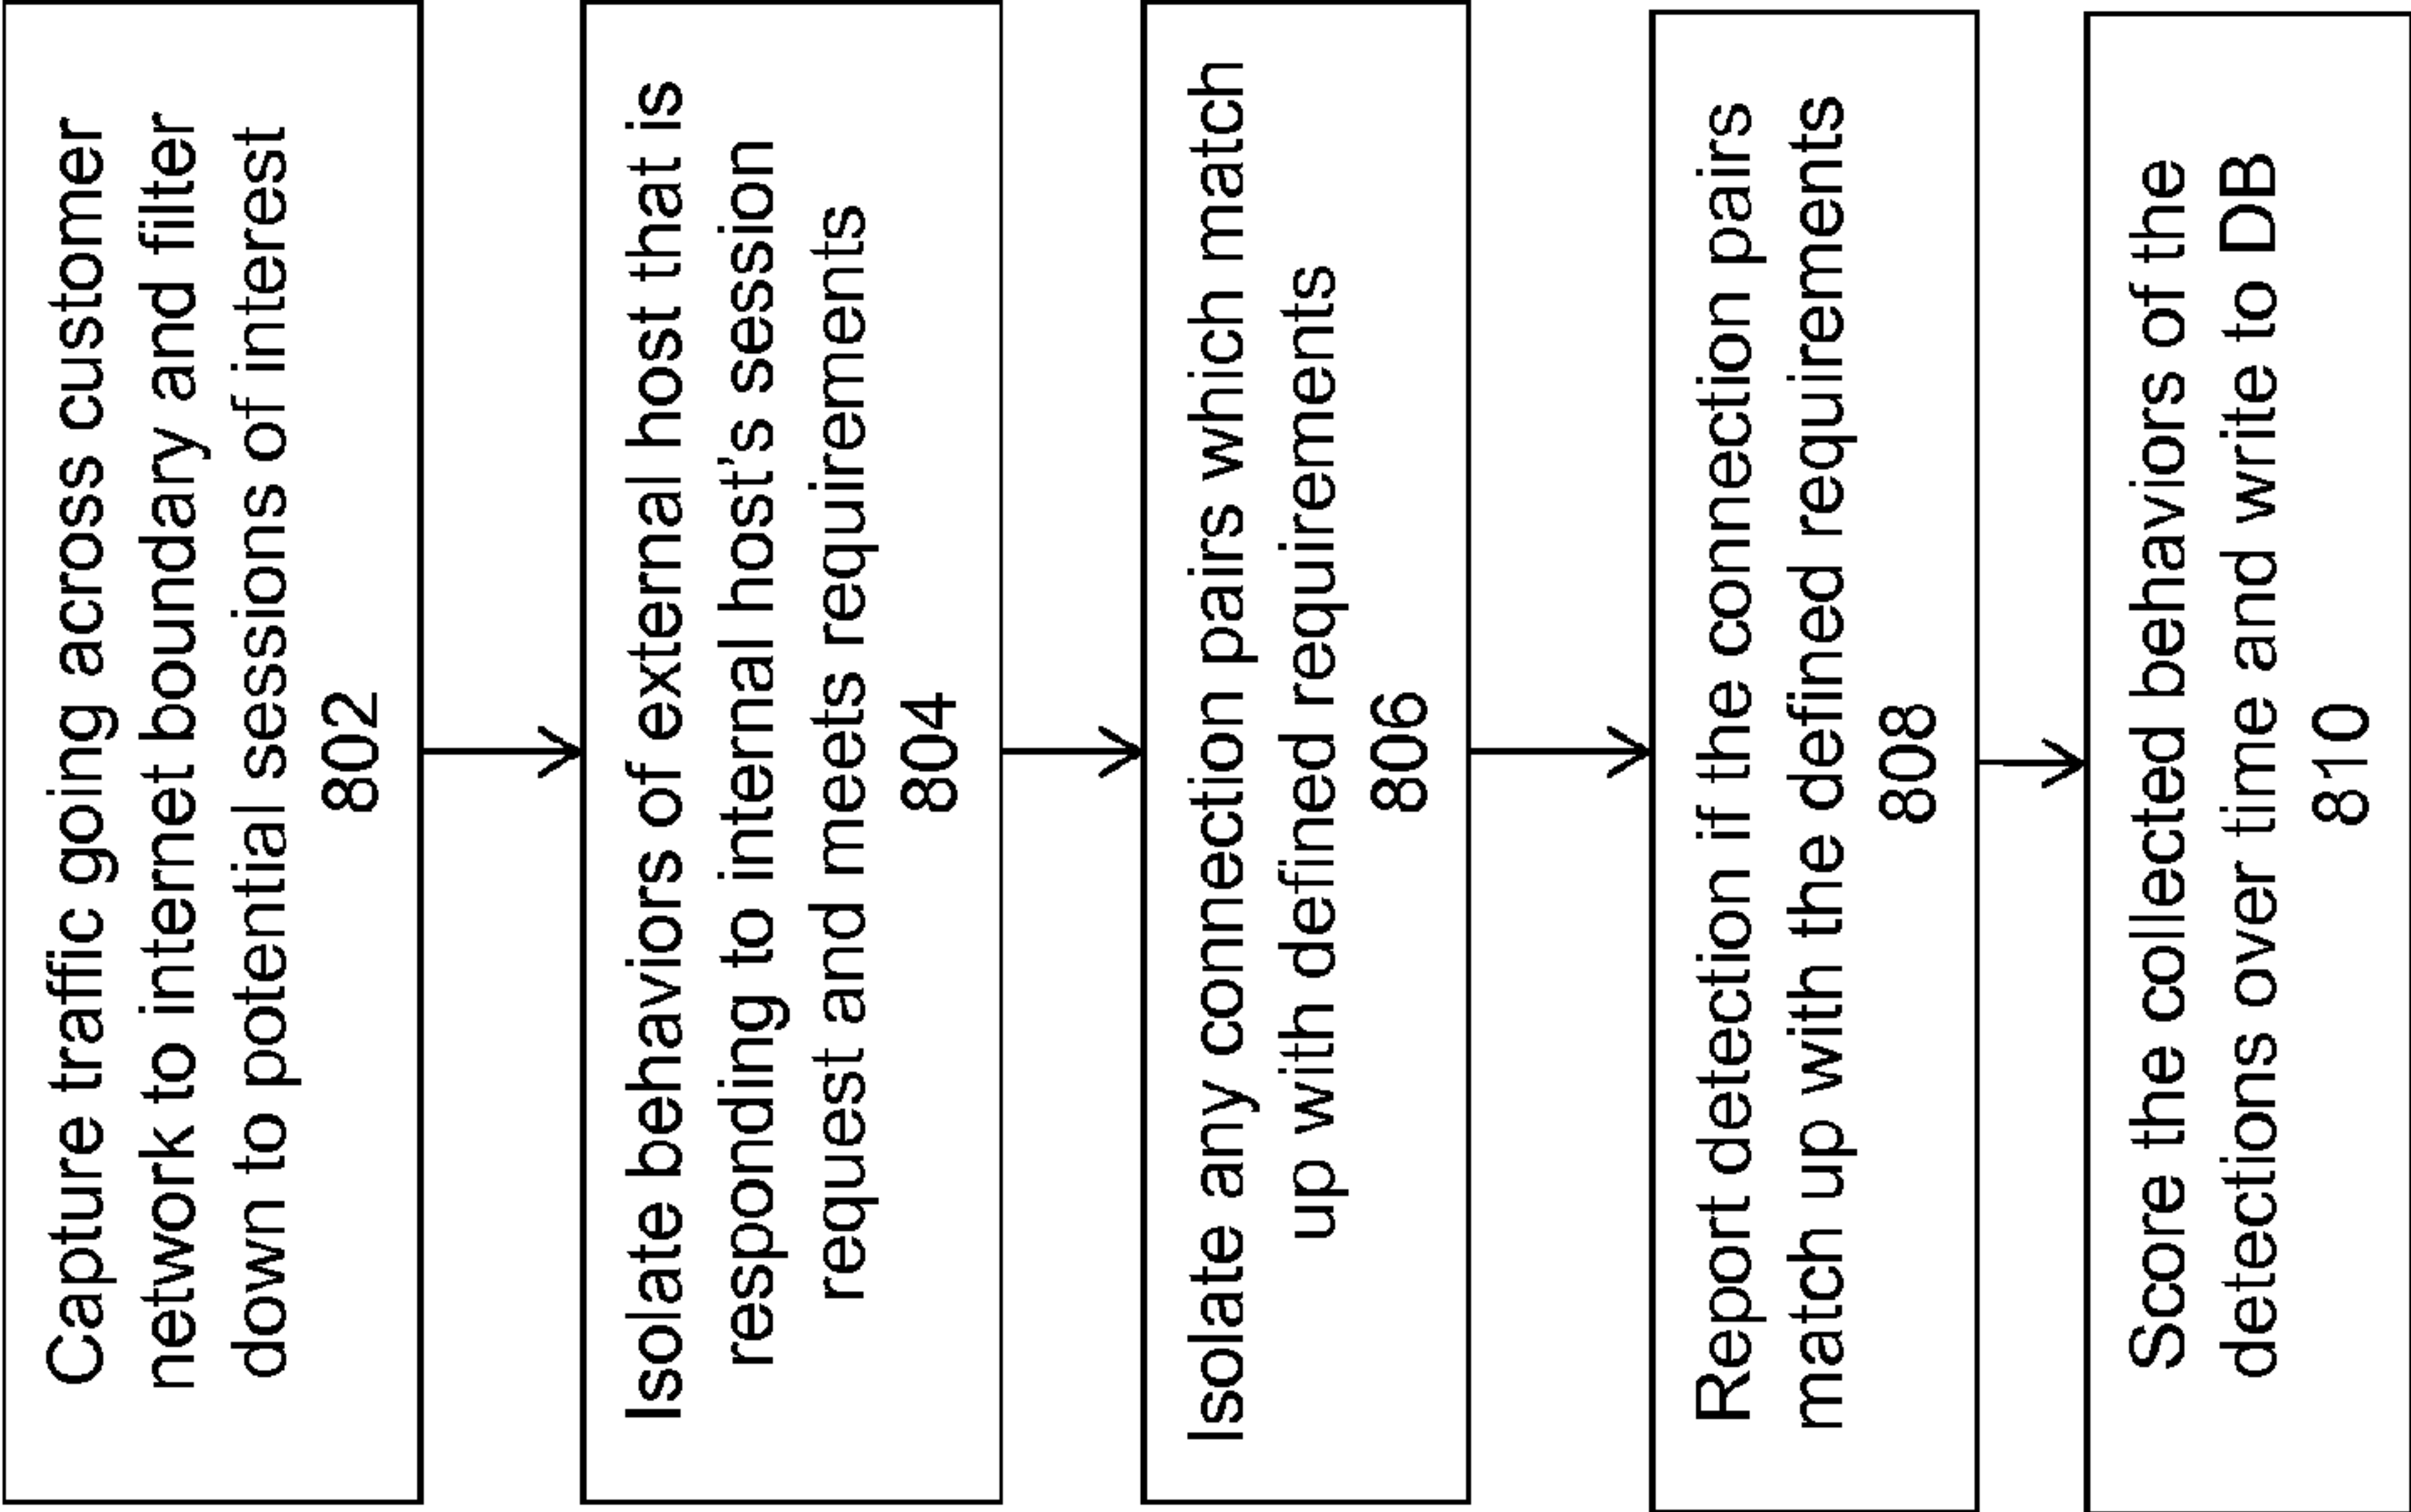 Capture traffic going across customer
network to internet boundary and filter
down to potential sessions of interest
802
Isolate behaviors of external host that is
responding to internal host's session
request and meets requirements
804
Isolate any connection pairs which match
up with defined requirements
806
Report detection if the connection pairs
match up with the defined requirements
808
Score the collected behaviors of the
detections over time and write to DB
810